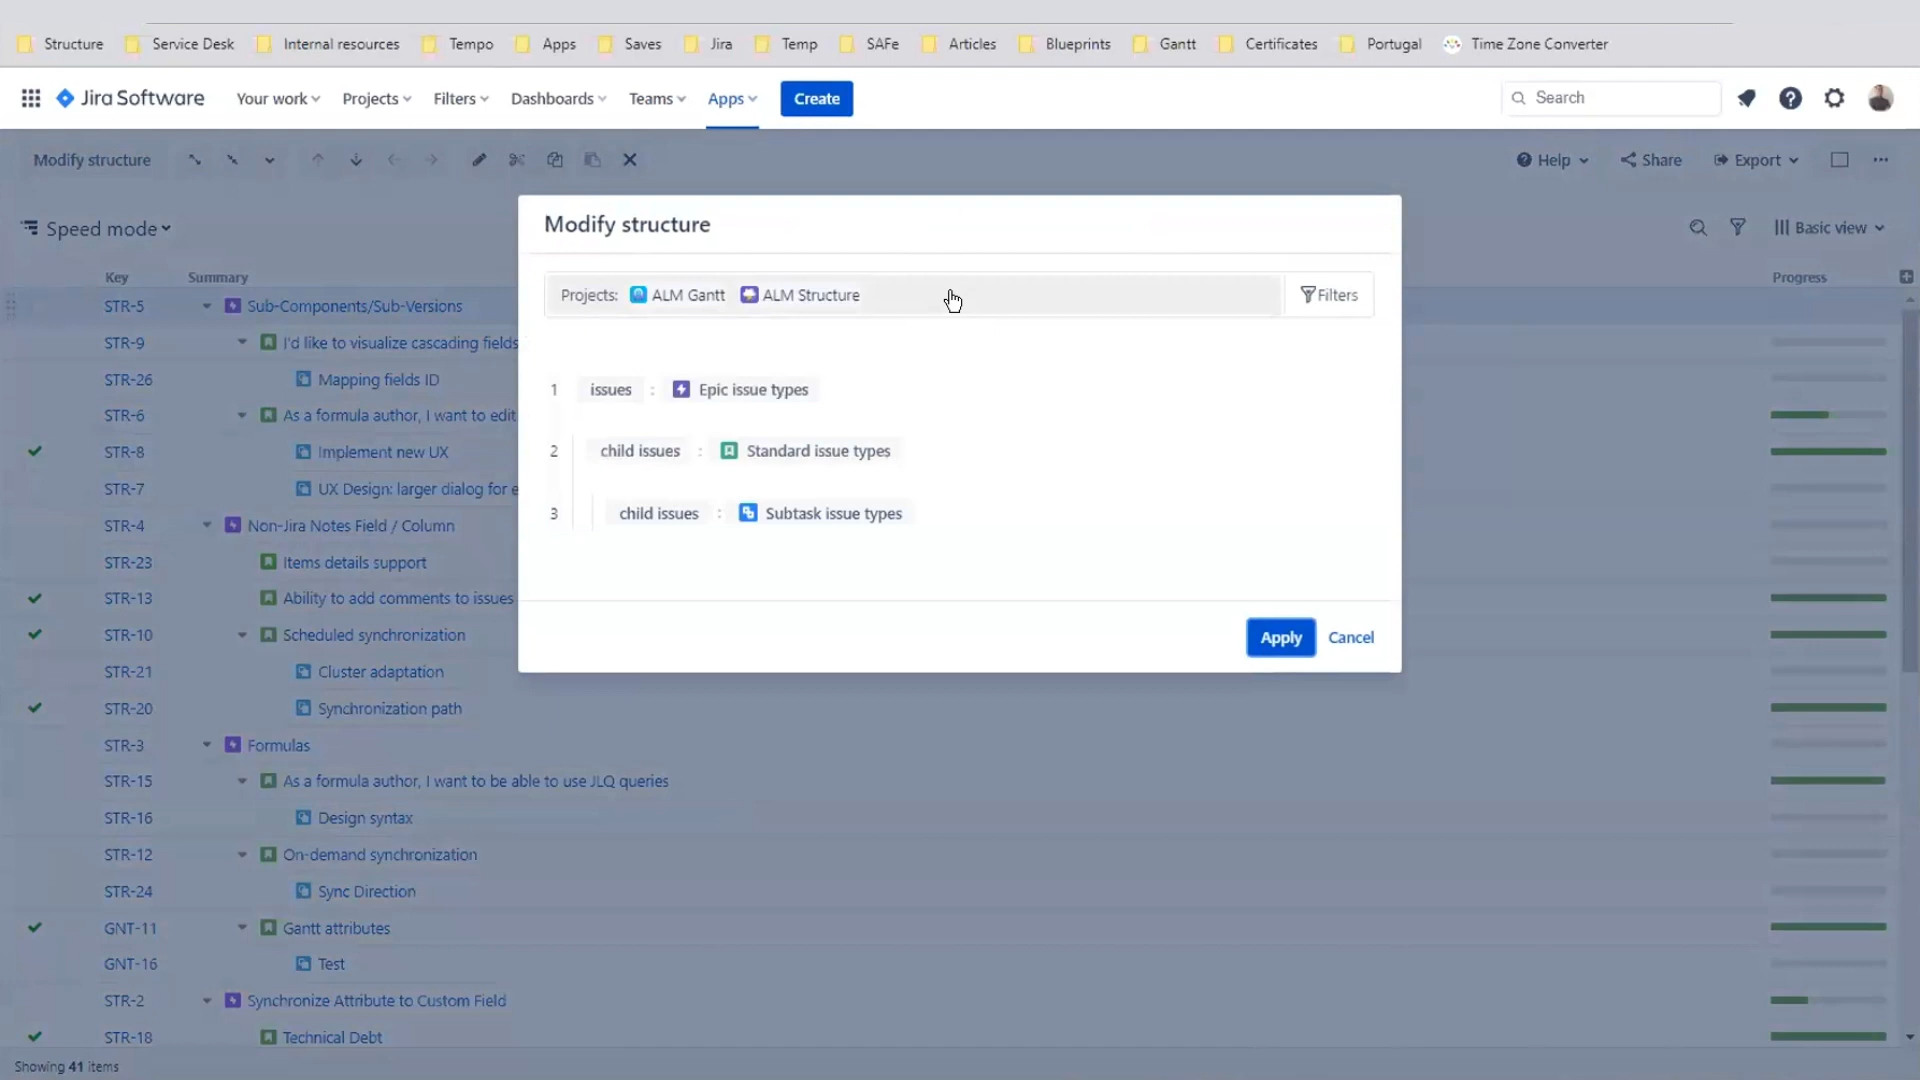 Structure Service Desk Internal resources Tempo Apps Saves Jira Temp SAFe Articles Blueprints Gantt Certificates Portugal Time Zone Converter
Jira Software Your work Projects Filters Dashboards Teams Apps Create Search
Modify structure Help Share Export
Speed mode Basic view
Key Summary Progress
STR-5 Sub-Components/Sub-Versions
STR-9 I'd like to visualize cascading fields
STR-26 Mapping fields ID
STR-6 As a formula author, I want to edit
STR-8 Implement new UX
STR-7 UX Design: larger dialog for e
STR-4 Non-Jira Notes Field / Column
STR-23 Items details support
STR-13 Ability to add comments to issues
STR-10 Scheduled synchronization
STR-21 Cluster adaptation
STR-20 Synchronization path
STR-3 Formulas
STR-15 As a formula author, I want to be able to use JLQ queries
STR-16 Design syntax
STR-12 On-demand synchronization
STR-24 Sync Direction
GNT-11 Gantt attributes
GNT-16 Test
STR-2 Synchronize Attribute to Custom Field
STR-18 Technical Debt
Showing 41 items
Modify structure
Projects: ALM Gantt ALM Structure Filters
1 issues : Epic issue types
2 child issues : Standard issue types
3 child issues : Subtask issue types
Apply Cancel